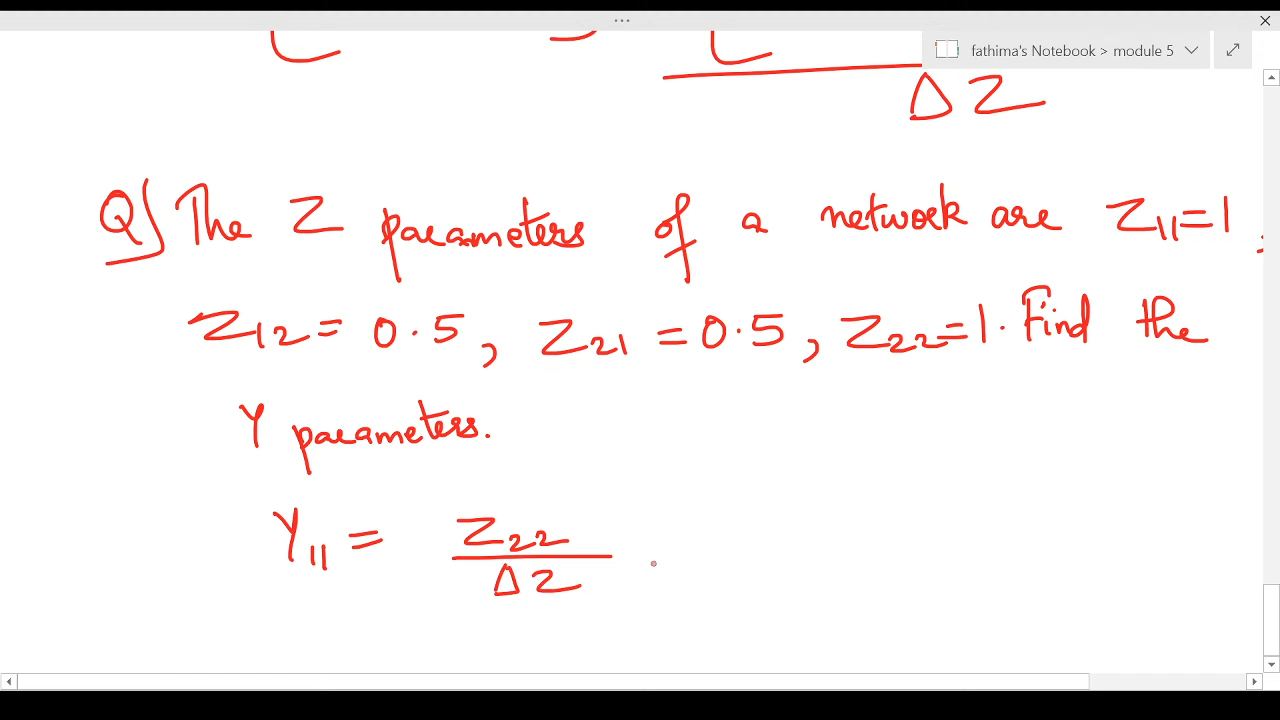 fathima's Notebook > module 5
ΔZ
Q) The Z parameters of a network are Z11=1,
Z12 = 0.5, Z21 = 0.5, Z22=1. Find the
Y parameters.
Y11 = Z22
ΔZ